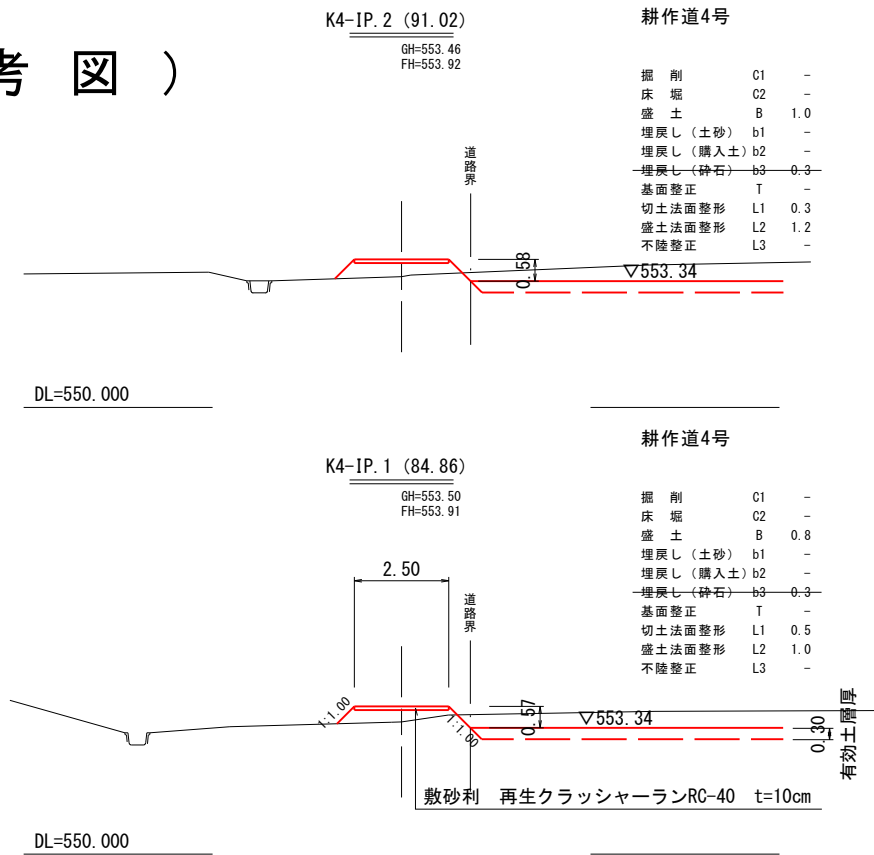 考 図 ）
K4-IP.2 (91.02)
GH=553.46
FH=553.92
耕作道4号
掘 削 C1 -
床 堀 C2 -
盛 土 B 1.0
埋戻し（土砂） b1 -
埋戻し（購入土） b2 -
埋戻し（砕石） b3 0.3
基面整正 T -
切土法面整形 L1 0.3
盛土法面整形 L2 1.2
不陸整正 L3 -
道路界
0.58
▽553.34
DL=550.000
K4-IP.1 (84.86)
GH=553.50
FH=553.91
耕作道4号
掘 削 C1 -
床 堀 C2 -
盛 土 B 0.8
埋戻し（土砂） b1 -
埋戻し（購入土） b2 -
埋戻し（砕石） b3 0.3
基面整正 T -
切土法面整形 L1 0.5
盛土法面整形 L2 1.0
不陸整正 L3 -
2.50
道路界
1:1.00
1:1.00
0.57
▽553.34
0.30
有効土層厚
敷砂利 再生クラッシャーランRC-40 t=10cm
DL=550.000